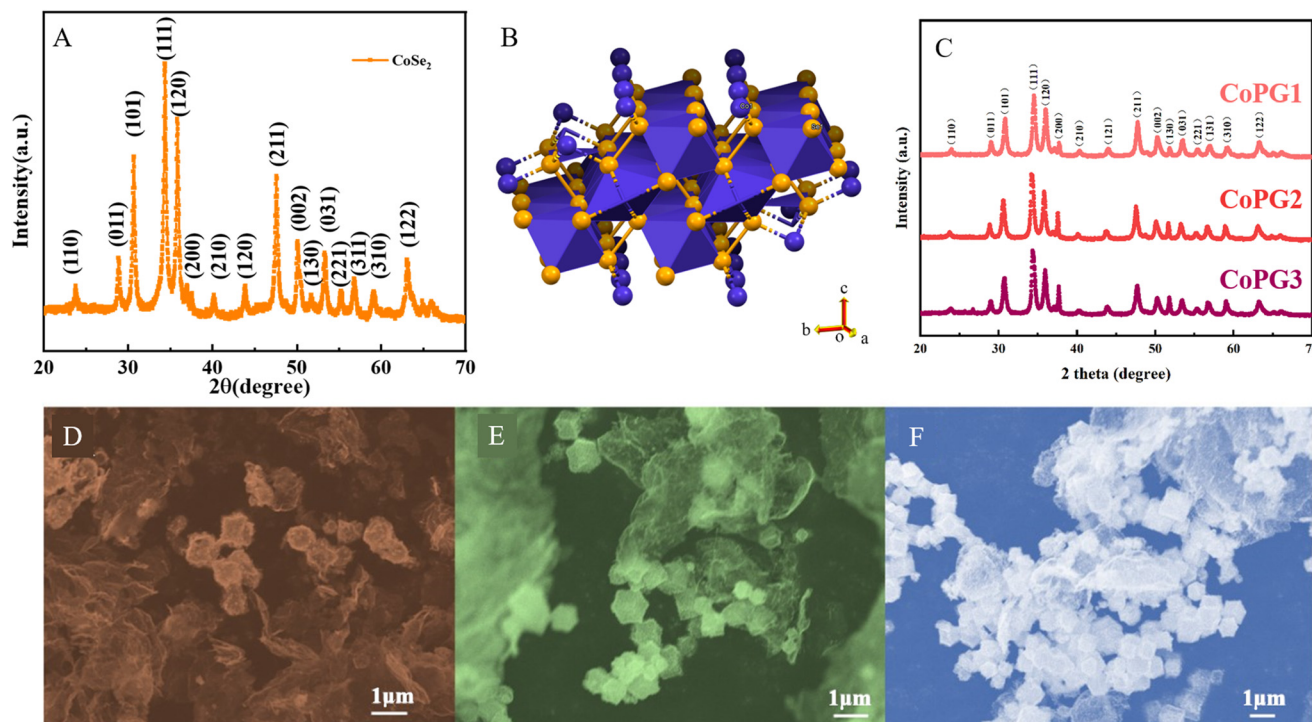 A
Intensity(a.u.)
(110)
(011)
(101)
(111)
(120)
(200)
(210)
(120)
(211)
(002)
(130)
(031)
(221)
(311)
(310)
(122)
CoSe2
20
30
40
50
60
70
2θ(degree)
B
c
b
o
a
C
Intensity (a.u.)
CoPG1
(110)
(011)
(101)
(111)
(120)
(200)
(210)
(121)
(211)
(002)
(130)
(031)
(221)
(131)
(310)
(122)
CoPG2
CoPG3
20
30
40
50
60
70
2 theta (degree)
D
1μm
E
1μm
F
1μm